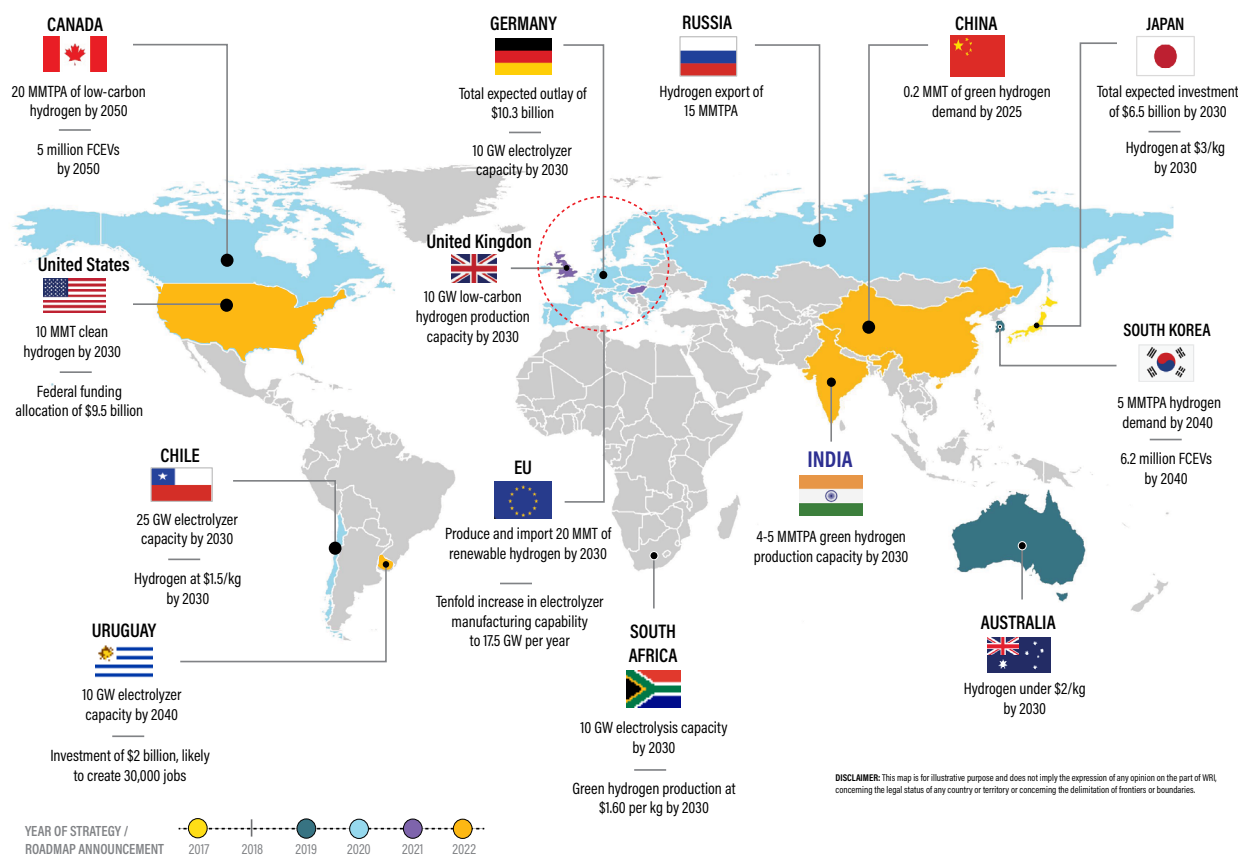 CANADA
20 MMTPA of low-carbon
hydrogen by 2050
5 million FCEVs
by 2050
GERMANY
Total expected outlay of
$10.3 billion
10 GW electrolyzer
capacity by 2030
RUSSIA
Hydrogen export of
15 MMTPA
CHINA
0.2 MMT of green hydrogen
demand by 2025
JAPAN
Total expected investment
of $6.5 billion by 2030
Hydrogen at $3/kg
by 2030
United States
10 MMT clean
hydrogen by 2030
Federal funding
allocation of $9.5 billion
United Kingdon
10 GW low-carbon
hydrogen production
capacity by 2030
SOUTH KOREA
5 MMTPA hydrogen
demand by 2040
6.2 million FCEVs
by 2040
CHILE
25 GW electrolyzer
capacity by 2030
Hydrogen at $1.5/kg
by 2030
EU
Produce and import 20 MMT of
renewable hydrogen by 2030
Tenfold increase in electrolyzer
manufacturing capability
to 17.5 GW per year
INDIA
4-5 MMTPA green hydrogen
production capacity by 2030
URUGUAY
10 GW electrolyzer
capacity by 2040
Investment of $2 billion, likely
to create 30,000 jobs
SOUTH
AFRICA
10 GW electrolysis capacity
by 2030
Green hydrogen production at
$1.60 per kg by 2030
AUSTRALIA
Hydrogen under $2/kg
by 2030
DISCLAIMER: This map is for illustrative purpose and does not imply the expression of any opinion on the part of WRI,
concerning the legal status of any country or territory or concerning the delimitation of frontiers or boundaries.
YEAR OF STRATEGY /
ROADMAP ANNOUNCEMENT
2017 2018 2019 2020 2021 2022